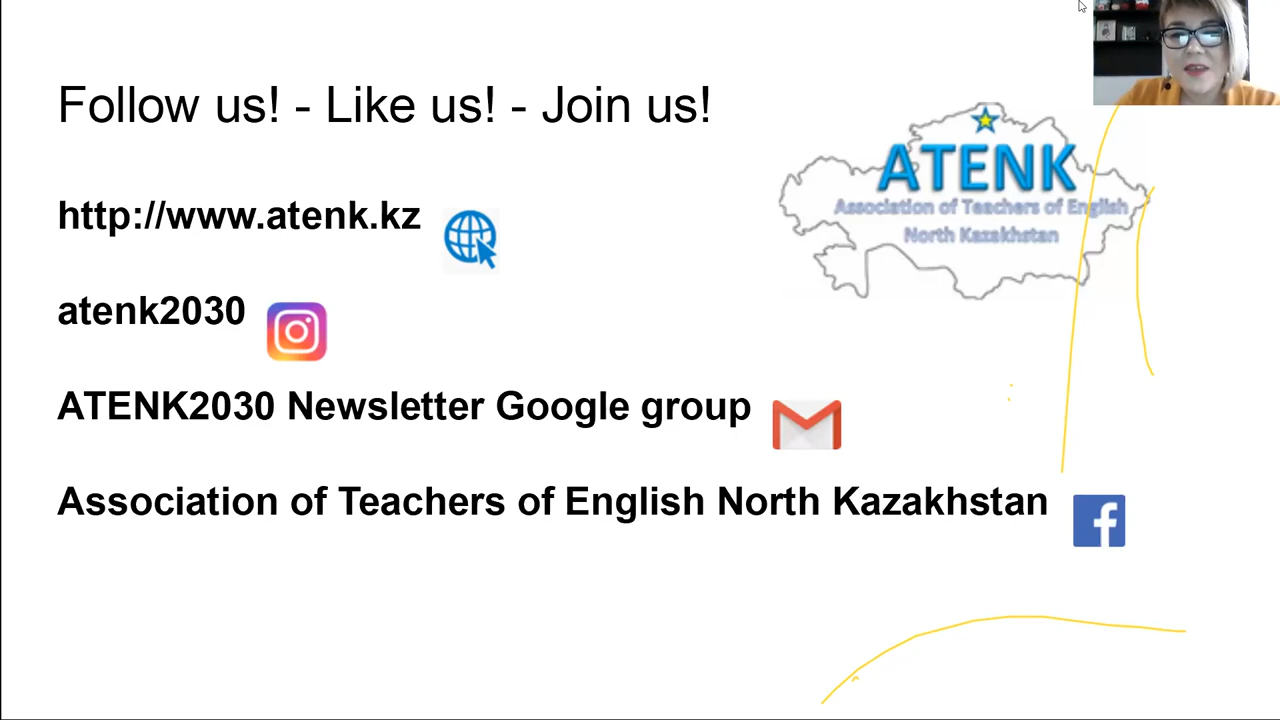 Follow us! - Like us! - Join us!
http://www.atenk.kz
atenk2030
ATENK2030 Newsletter Google group
Association of Teachers of English North Kazakhstan
ATENK
Association of Teachers of English
North Kazakhstan